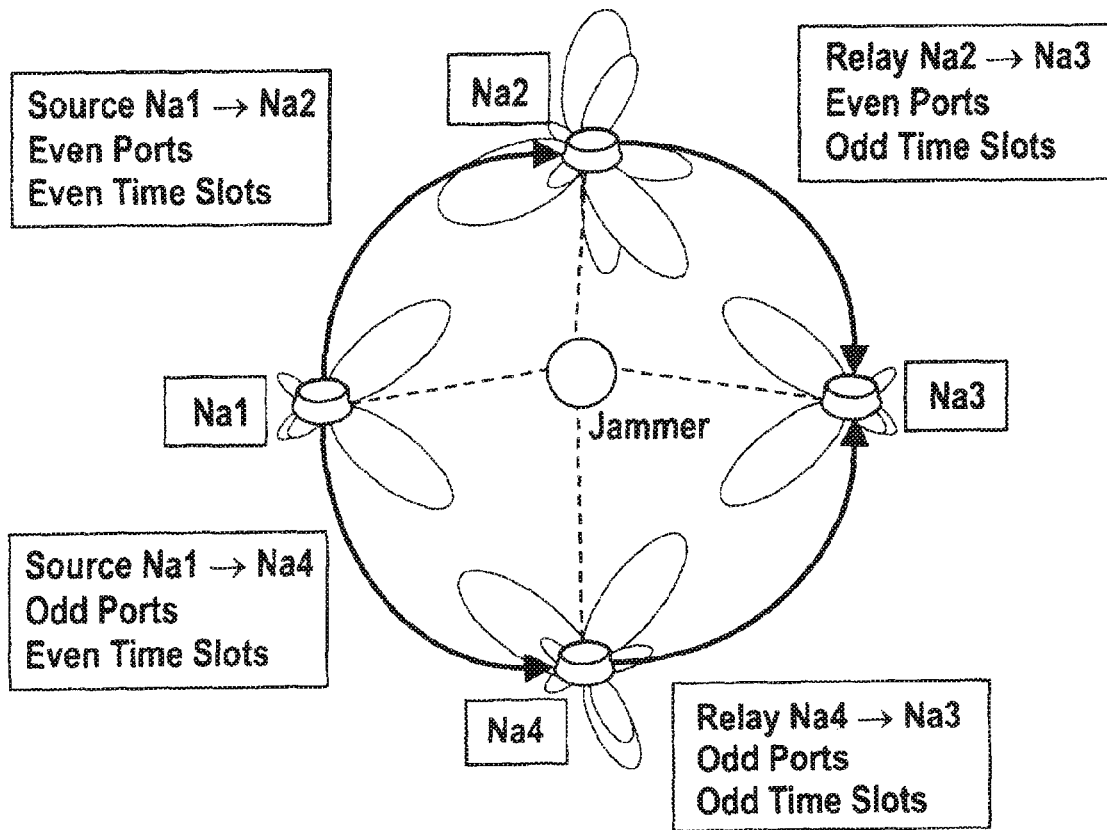 Source Na1 → Na2
Even Ports
Even Time Slots
Na2
Relay Na2 → Na3
Even Ports
Odd Time Slots
Na1
Jammer
Na3
Source Na1 → Na4
Odd Ports
Even Time Slots
Na4
Relay Na4 → Na3
Odd Ports
Odd Time Slots